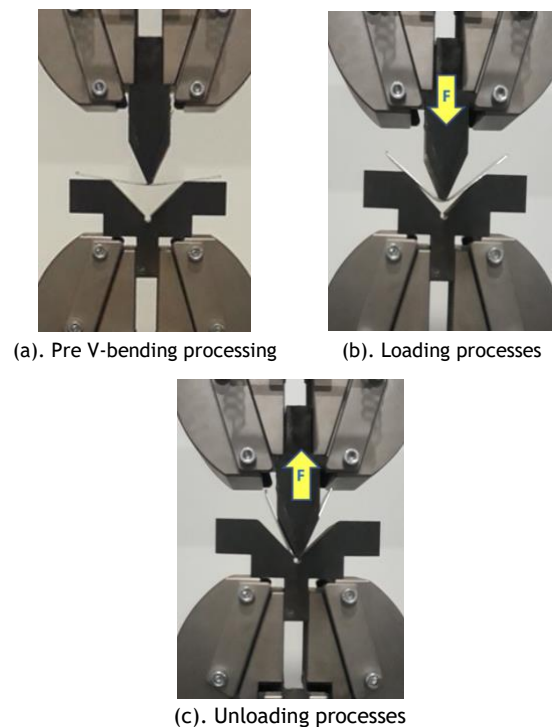 F
(a). Pre V-bending processing
(b). Loading processes
F
(c). Unloading processes